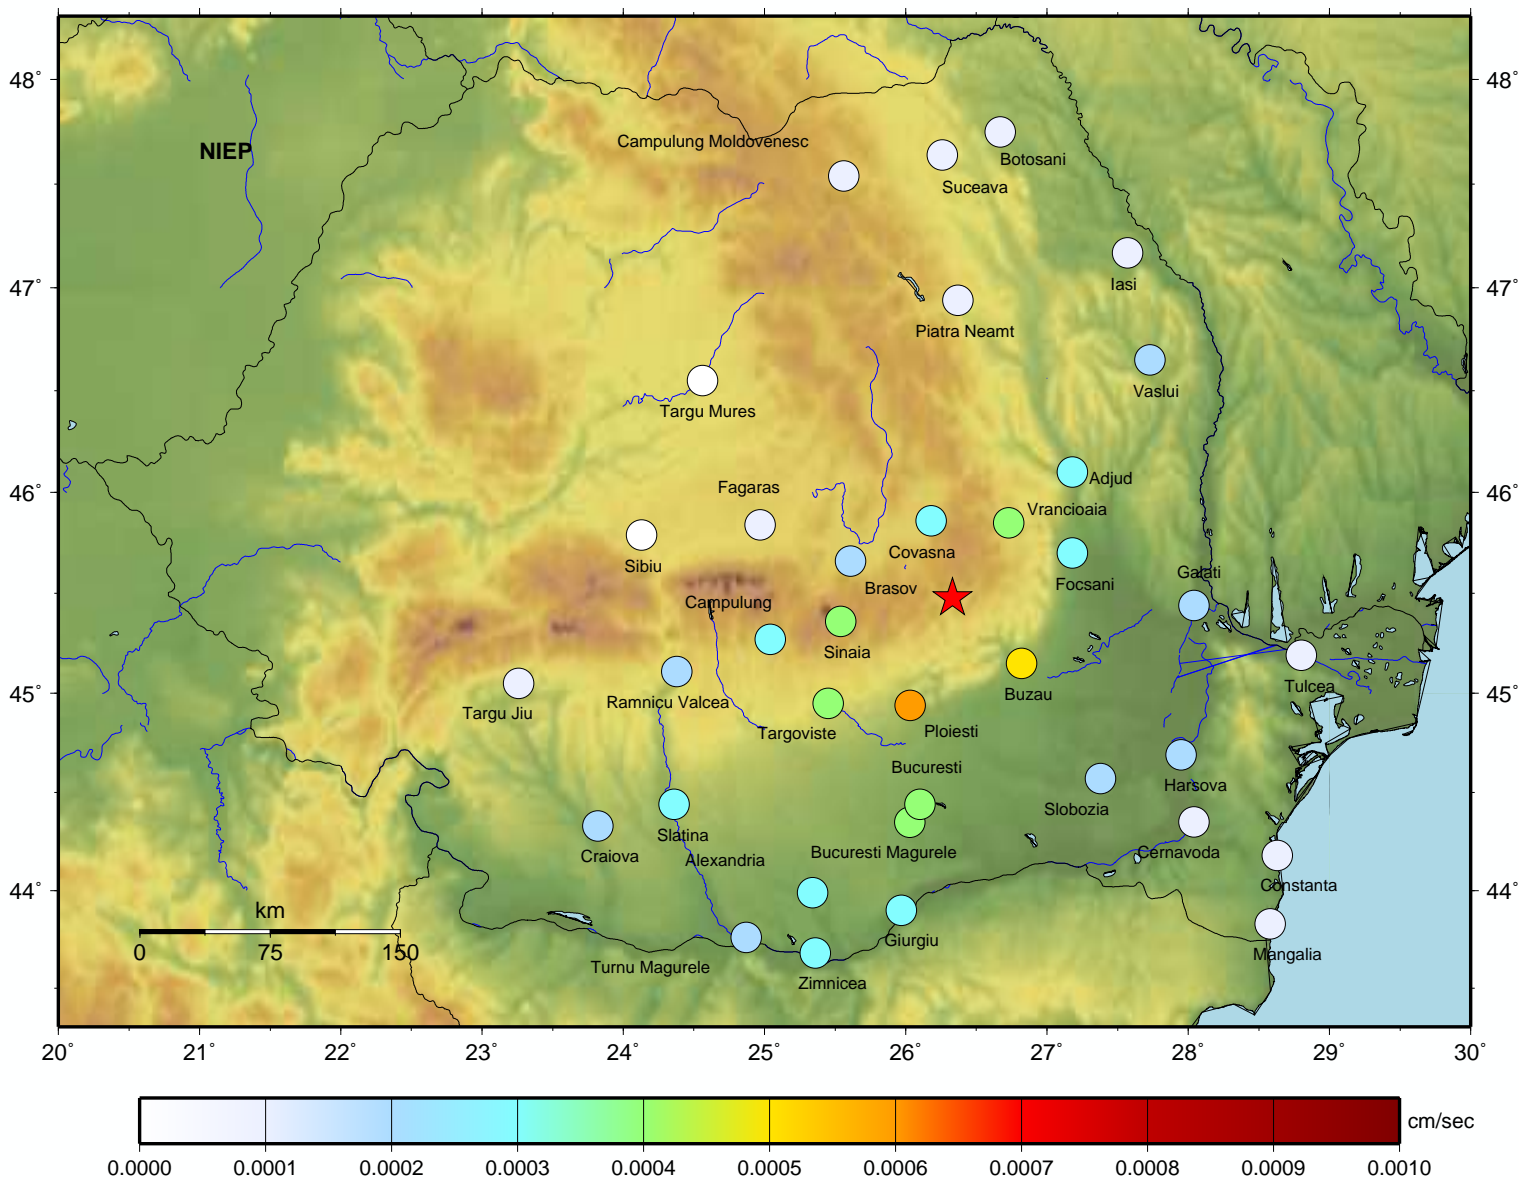 48˚
48˚
NIEP
Campulung Moldovenesc
Botosani
Suceava
Iasi
47˚
47˚
Piatra Neamt
Vaslui
Targu Mures
Adjud
Fagaras
46˚
46˚
Vrancioaia
Covasna
Sibiu
Galati
Focsani
Brasov
Campulung
Sinaia
Tulcea
45˚
45˚
Buzau
Ramnicu Valcea
Targu Jiu
Targoviste
Ploiesti
Bucuresti
Harsova
Slobozia
Slatina
Craiova
Alexandria
Bucuresti Magurele
Cernavoda
44˚
44˚
Constanta
km
0 75 150
Giurgiu
Mangalia
Turnu Magurele
Zimnicea
20˚ 21˚ 22˚ 23˚ 24˚ 25˚ 26˚ 27˚ 28˚ 29˚ 30˚
cm/sec
0.0000 0.0001 0.0002 0.0003 0.0004 0.0005 0.0006 0.0007 0.0008 0.0009 0.0010